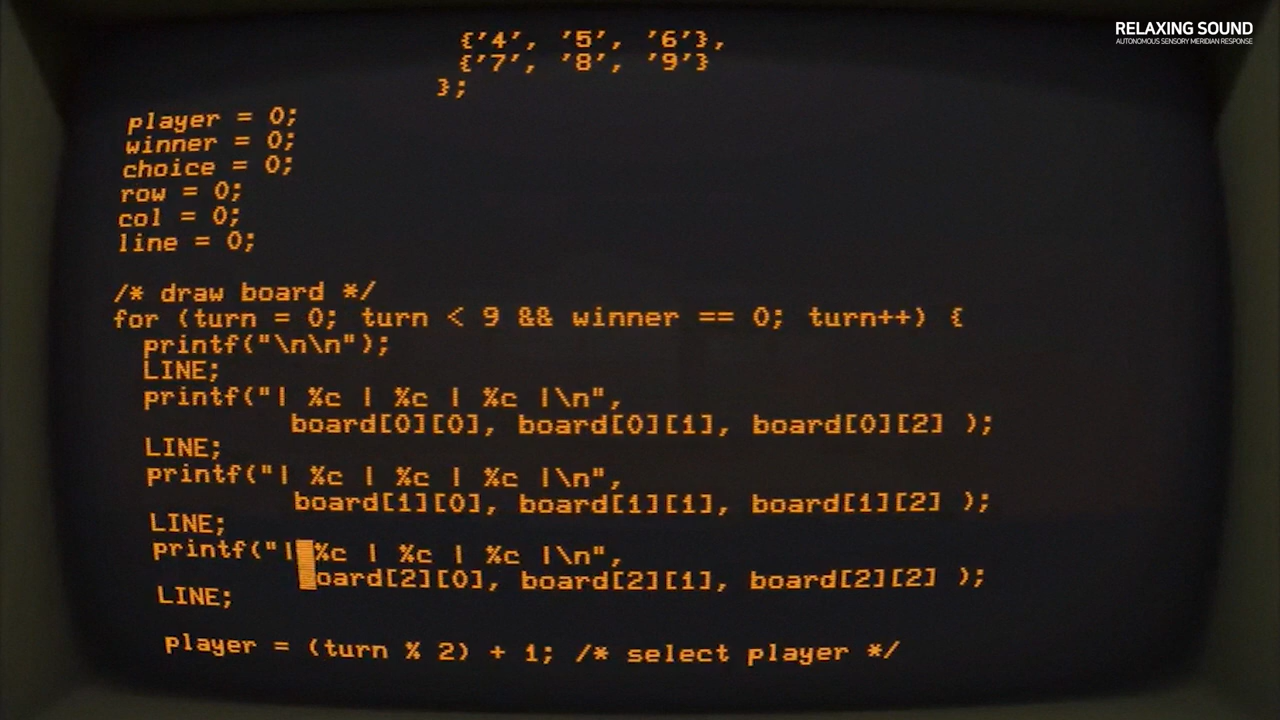 RELAXING SOUND
AUTONOMOUS SENSORY MERIDIAN RESPONSE
{'4', '5', '6'},
{'7', '8', '9'}
};
player = 0;
winner = 0;
choice = 0;
row = 0;
col = 0;
line = 0;
/* draw board */
for (turn = 0; turn < 9 && winner == 0; turn++) {
printf("\n\n");
LINE;
printf("| %c | %c | %c |\n",
board[0][0], board[0][1], board[0][2] );
LINE;
printf("| %c | %c | %c |\n",
board[1][0], board[1][1], board[1][2] );
LINE;
printf("| %c | %c | %c |\n",
oard[2][0], board[2][1], board[2][2] );
LINE;
player = (turn % 2) + 1; /* select player */